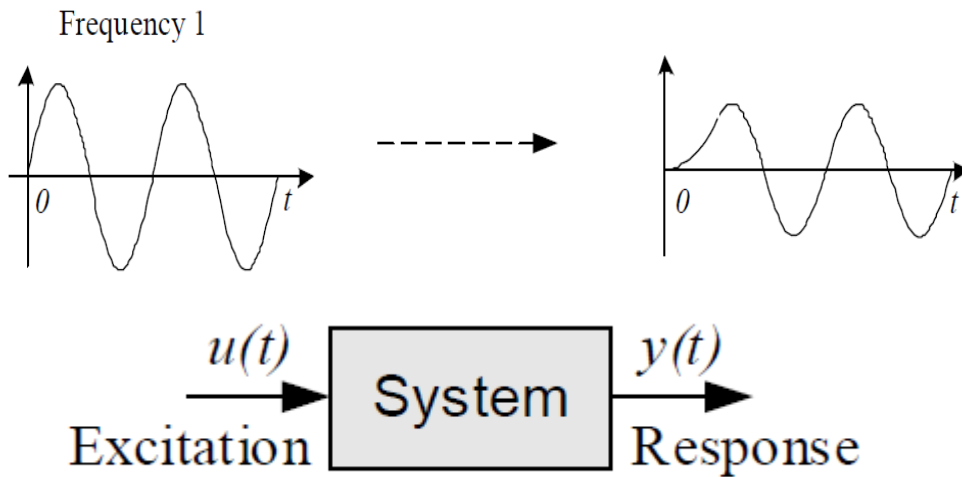 Frequency 1
0 t
0 t
u(t) y(t)
System
Excitation Response